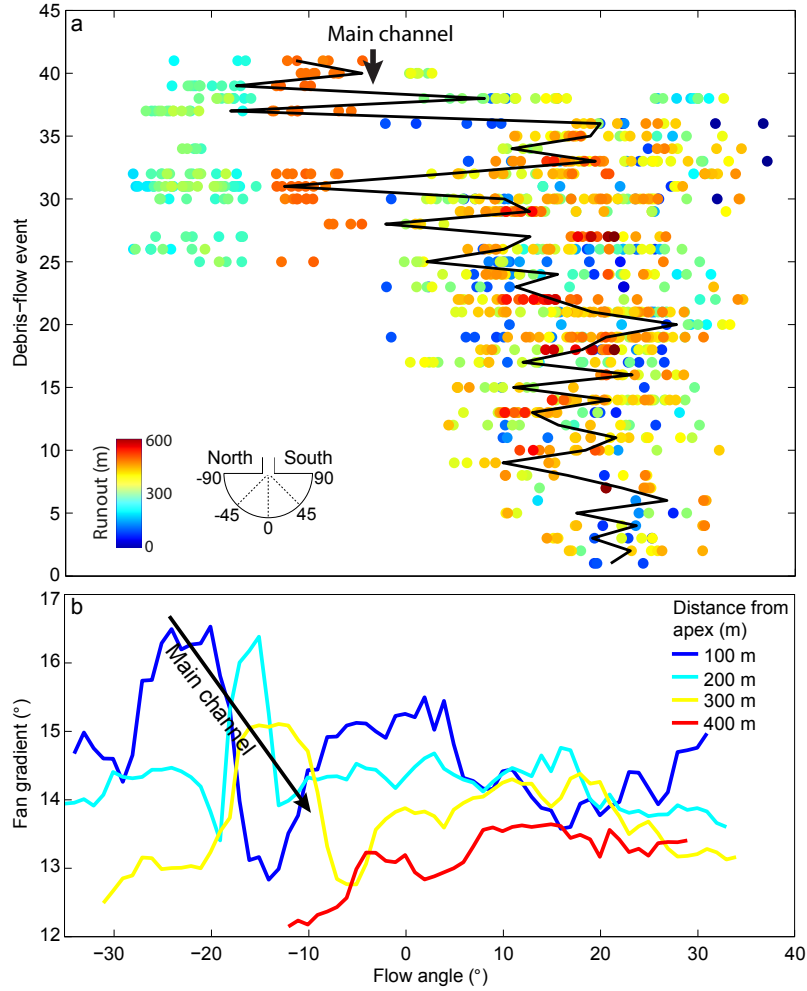 a
Main channel
Debris−flow event
45
40
35
30
25
20
15
10
5
0
Runout (m)
600
300
0
North South
-90 90
-45 45
0
b
Main channel
Fan gradient (°)
17
16
15
14
13
12
Distance from
apex (m)
100 m
200 m
300 m
400 m
−30 −20 −10 0 10 20 30 40
Flow angle (°)